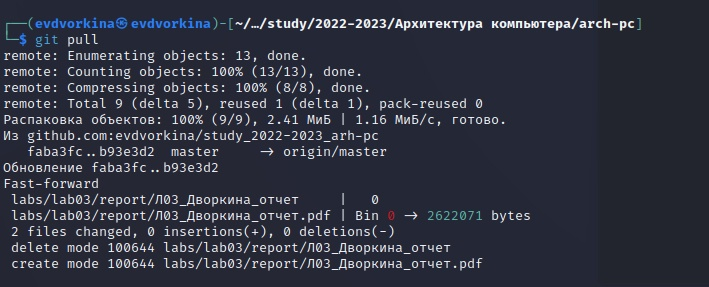 ┌──(evdvorkina㉿evdvorkina)-[~/…/study/2022-2023/Архитектура компьютера/arch-pc]
└─$ git pull
remote: Enumerating objects: 13, done.
remote: Counting objects: 100% (13/13), done.
remote: Compressing objects: 100% (8/8), done.
remote: Total 9 (delta 5), reused 1 (delta 1), pack-reused 0
Распаковка объектов: 100% (9/9), 2.41 МиБ | 1.16 МиБ/с, готово.
Из github.com:evdvorkina/study_2022-2023_arh-pc
   faba3fc..b93e3d2  master     -> origin/master
Обновление faba3fc..b93e3d2
Fast-forward
 labs/lab03/report/Л03_Дворкина_отчет     |   0
 labs/lab03/report/Л03_Дворкина_отчет.pdf | Bin 0 -> 2622071 bytes
 2 files changed, 0 insertions(+), 0 deletions(-)
 delete mode 100644 labs/lab03/report/Л03_Дворкина_отчет
 create mode 100644 labs/lab03/report/Л03_Дворкина_отчет.pdf